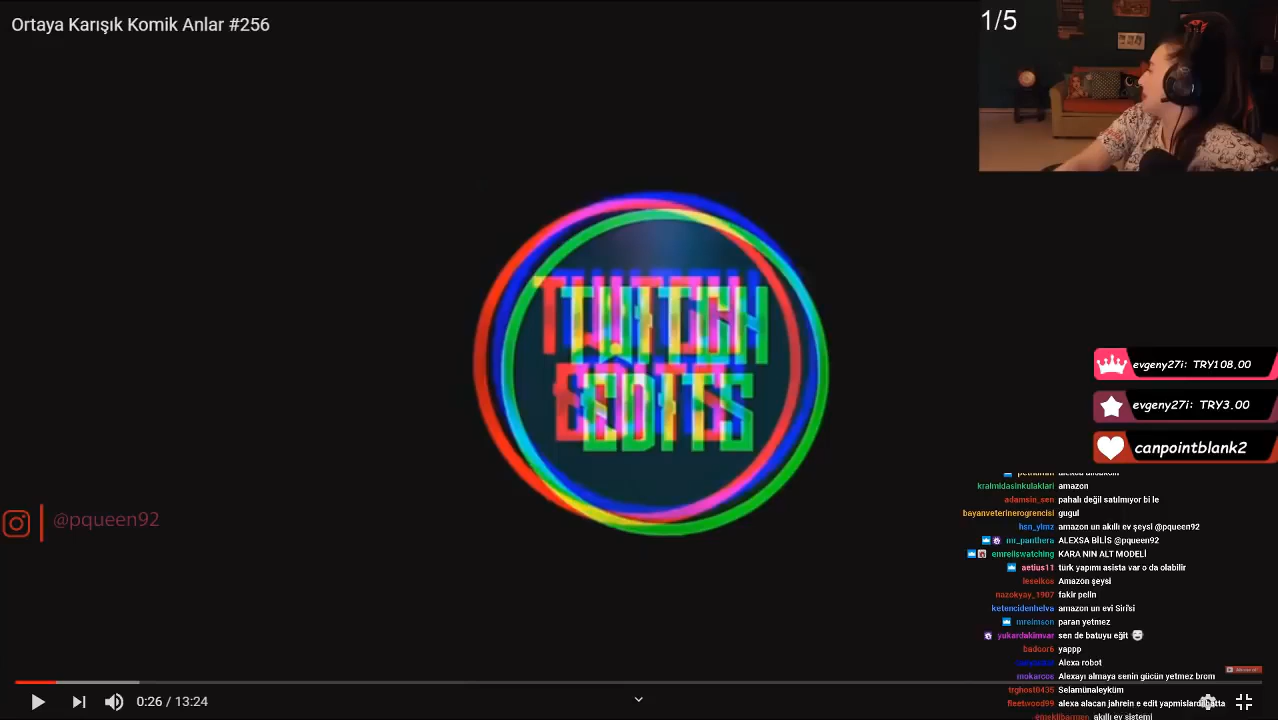 Ortaya Karışık Komik Anlar #256
1/5
TWITCH
EDITS
evgeny27i: TRY108.00
evgeny27i: TRY3.00
canpointblank2
@pqueen92
kralmidasinkulaklari amazon
adamsin_sen pahalı değil satılmıyor bi le
bayanveterinerogrencisi gugul
hsn_ylmz amazon un akıllı ev şeysi @pqueen92
mr_panthera ALEXSA BİLİS @pqueen92
emreiiswatching KARA NIN ALT MODELİ
aetius11 türk yapımı asista var o da olabilir
leseikos Amazon şeysi
nazokyay_1907 fakir pelin
ketencidenhelva amazon un evi Siri'si
mreimson paran yetmez
yukardakimvar sen de batuyu eğit
badoor6 yappp
Alexa robot
mokarcos Alexayı almaya senin gücün yetmez brom
trghost0435 Selamünaleyküm
fleetwood99 alexa alacan jahrein e edit yapmislardi
akıllı ev sistemi
0:26 / 13:24